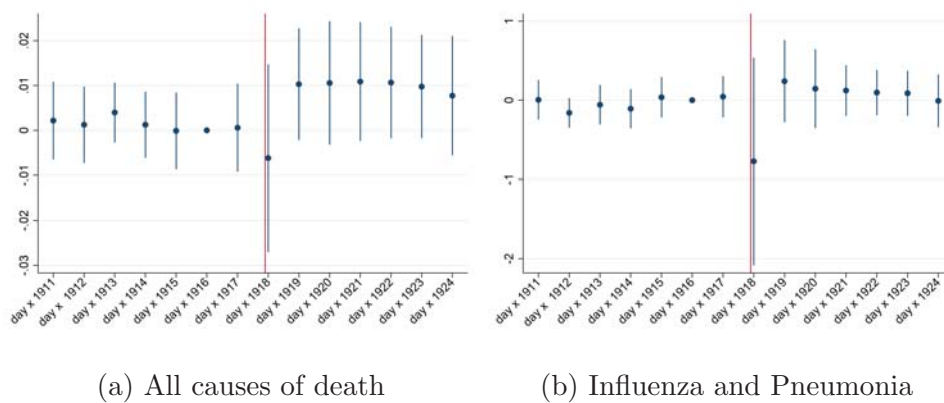 .02
.01
0
-.01
-.02
-.03
day x 1911
day x 1912
day x 1913
day x 1914
day x 1915
day x 1916
day x 1917
day x 1918
day x 1919
day x 1920
day x 1921
day x 1922
day x 1923
day x 1924
(a) All causes of death
1
0
-1
-2
day x 1911
day x 1912
day x 1913
day x 1914
day x 1915
day x 1916
day x 1917
day x 1918
day x 1919
day x 1920
day x 1921
day x 1922
day x 1923
day x 1924
(b) Influenza and Pneumonia